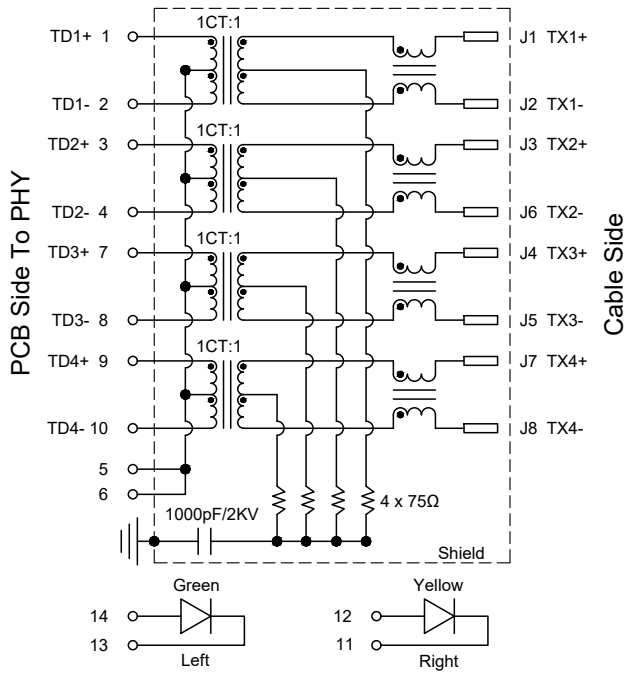 1CT:1
TD1+ 1
J1 TX1+
TD1- 2
J2 TX1-
1CT:1
TD2+ 3
J3 TX2+
TD2- 4
J6 TX2-
1CT:1
TD3+ 7
J4 TX3+
TD3- 8
J5 TX3-
1CT:1
TD4+ 9
J7 TX4+
TD4- 10
J8 TX4-
PCB Side To PHY
Cable Side
5
6
4 x 75Ω
1000pF/2KV
Shield
Green
14
13
Left
Yellow
12
11
Right